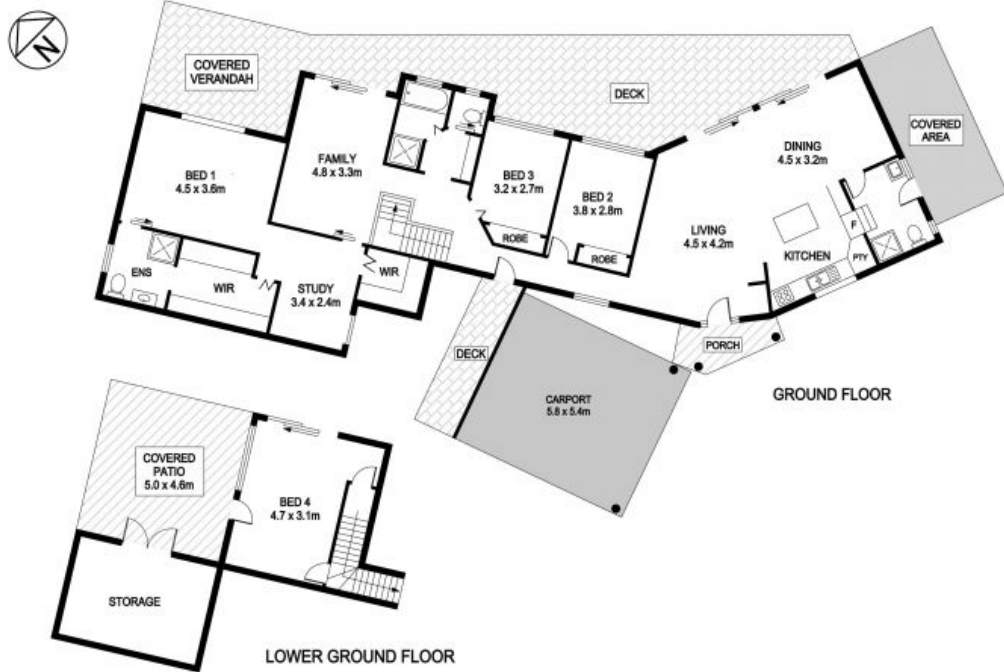 N
COVERED
VERANDAH
DECK
COVERED
AREA
BED 1
4.5 x 3.6m
FAMILY
4.8 x 3.3m
BED 3
3.2 x 2.7m
BED 2
3.8 x 2.8m
DINING
4.5 x 3.2m
LIVING
4.5 x 4.2m
KITCHEN
F
PTY
ROBE
ROBE
ENS
WIR
STUDY
3.4 x 2.4m
WIR
DECK
PORCH
CARPORT
5.8 x 5.4m
GROUND FLOOR
COVERED
PATIO
5.0 x 4.6m
BED 4
4.7 x 3.1m
STORAGE
LOWER GROUND FLOOR